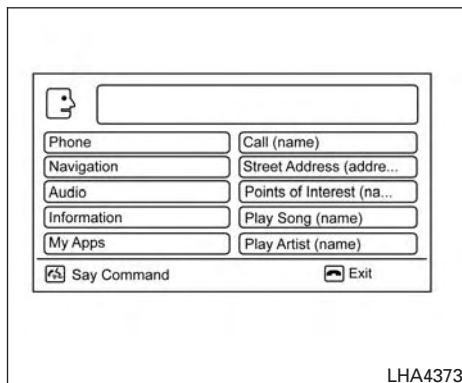 Phone
Call (name)
Navigation
Street Address (addre...
Audio
Points of Interest (na...
Information
Play Song (name)
My Apps
Play Artist (name)
Say Command
Exit
LHA4373